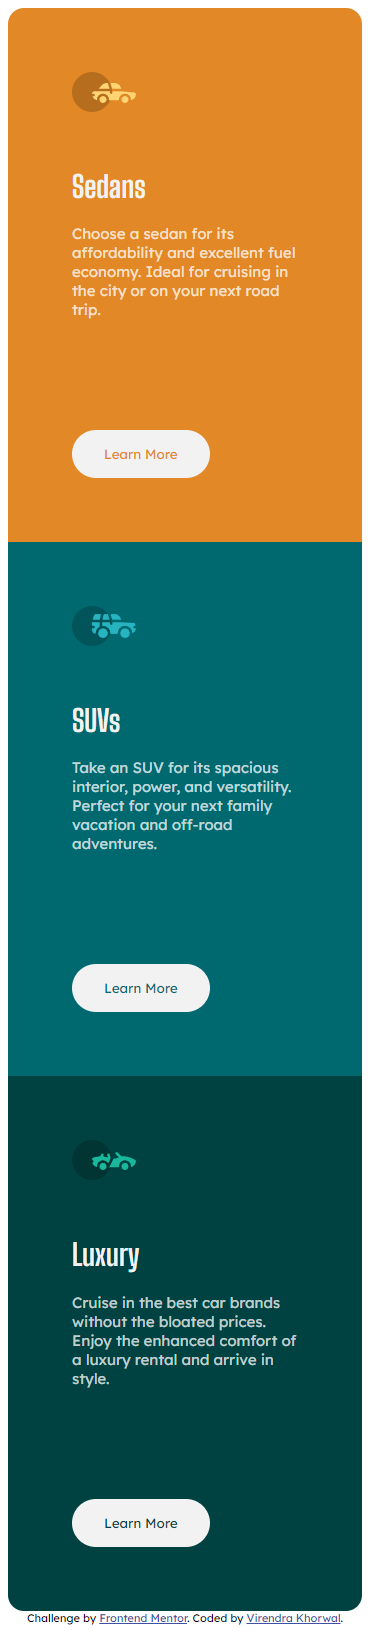 Sedans
Choose a sedan for its
affordability and excellent fuel
economy. Ideal for cruising in
the city or on your next road
trip.
Learn More
SUVs
Take an SUV for its spacious
interior, power, and versatility.
Perfect for your next family
vacation and off-road
adventures.
Learn More
Luxury
Cruise in the best car brands
without the bloated prices.
Enjoy the enhanced comfort of
a luxury rental and arrive in
style.
Learn More
Challenge by Frontend Mentor. Coded by Virendra Khorwal.